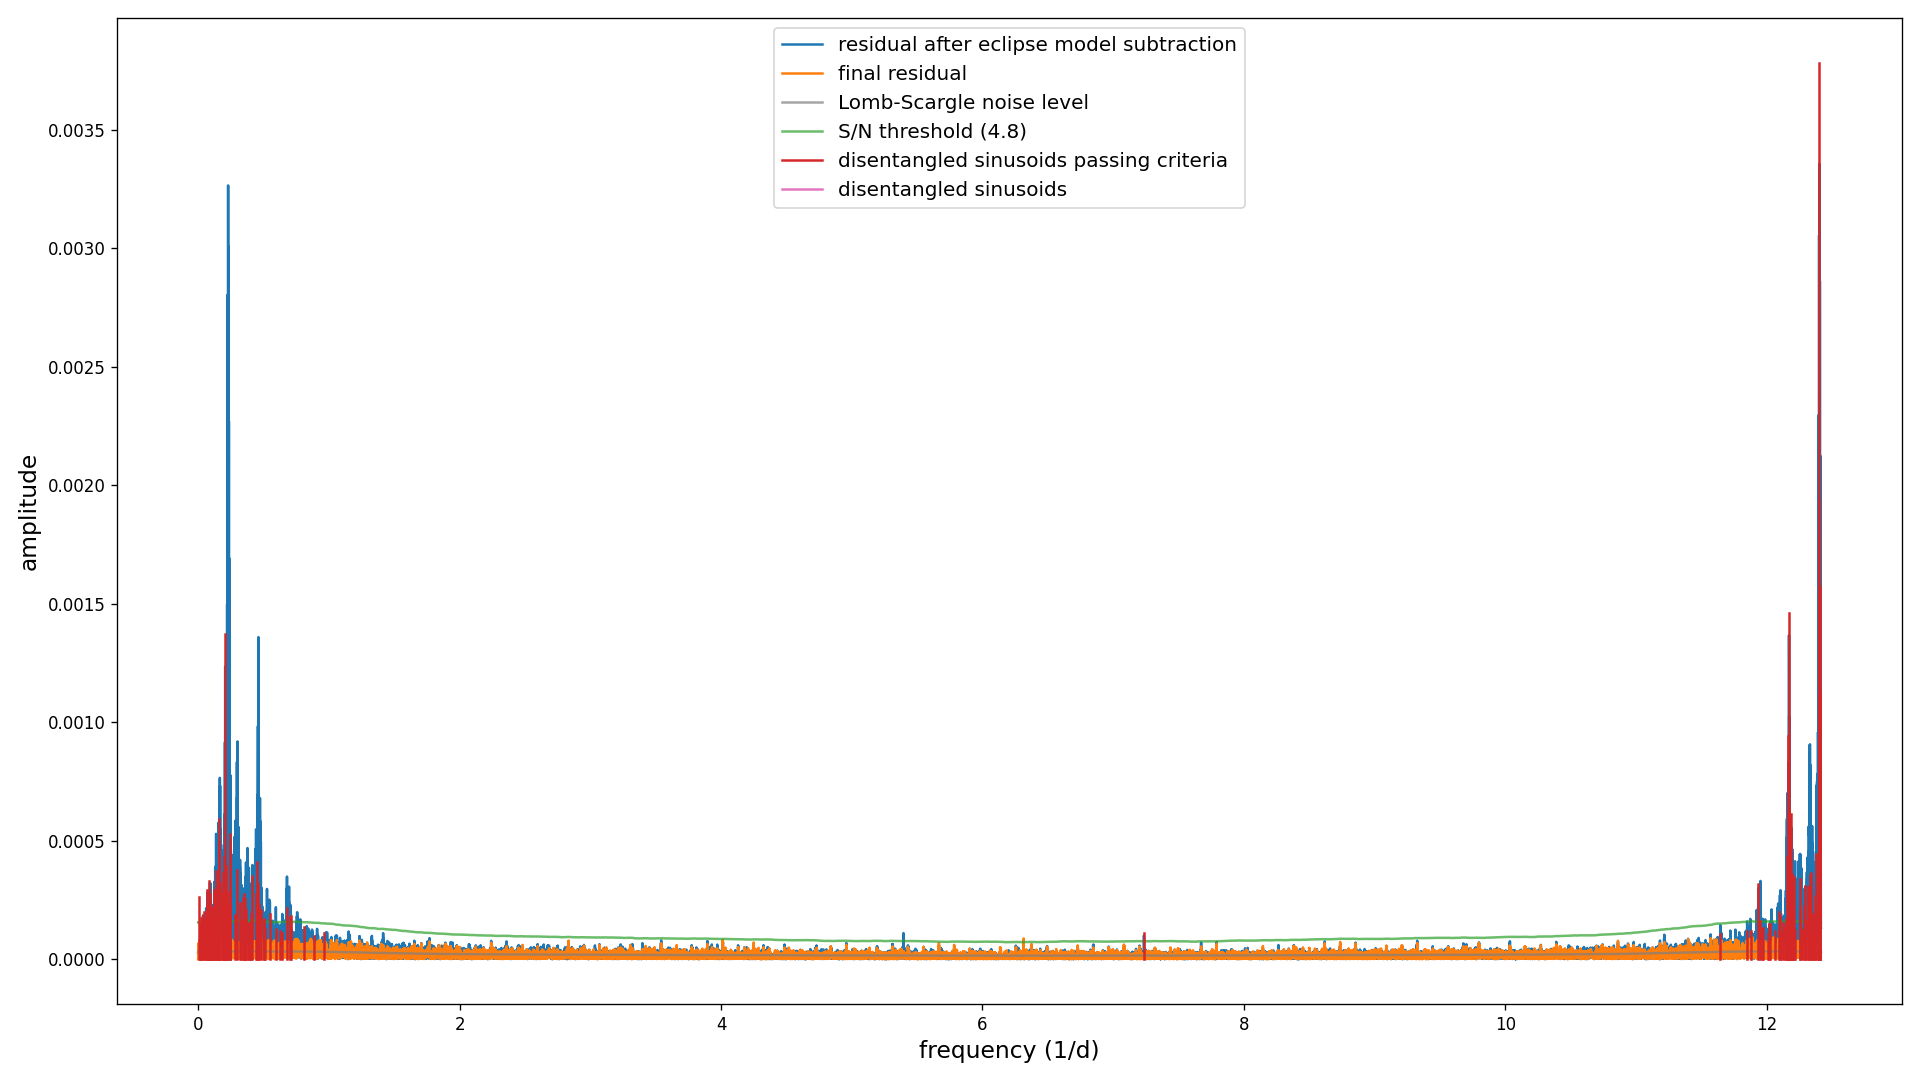 residual after eclipse model subtraction
final residual
Lomb-Scargle noise level
S/N threshold (4.8)
disentangled sinusoids passing criteria
disentangled sinusoids
0.0035
0.0030
0.0025
0.0020
0.0015
0.0010
0.0005
0.0000
amplitude
0 2 4 6 8 10 12
frequency (1/d)